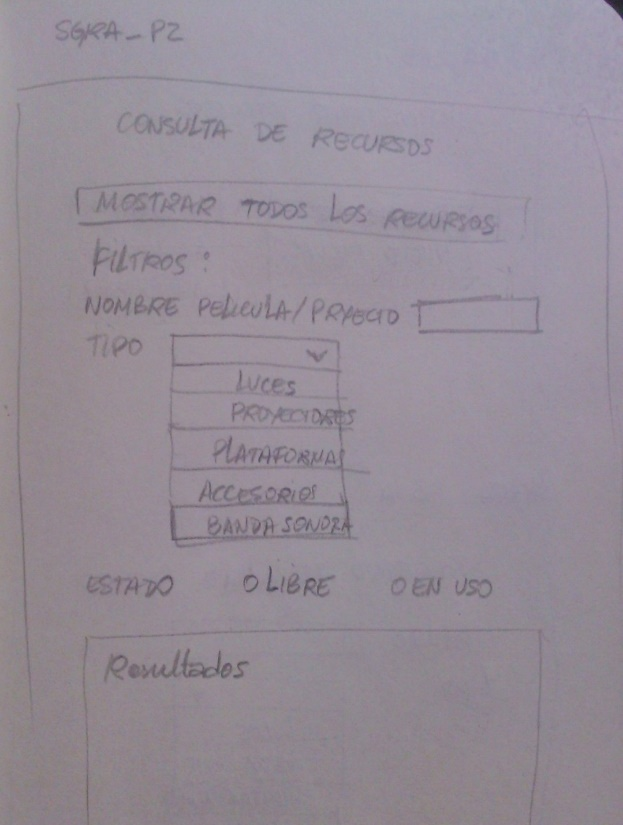 SGRA_P2
CONSULTA DE RECURSOS
MOSTRAR TODOS LOS RECURSOS
FILTROS:
NOMBRE PELICULA/PRYECTO
TIPO
LUCES
PROYECTORES
PLATAFORMAS
ACCESORIOS
BANDA SONORA
ESTADO O LIBRE O EN USO
Resultados